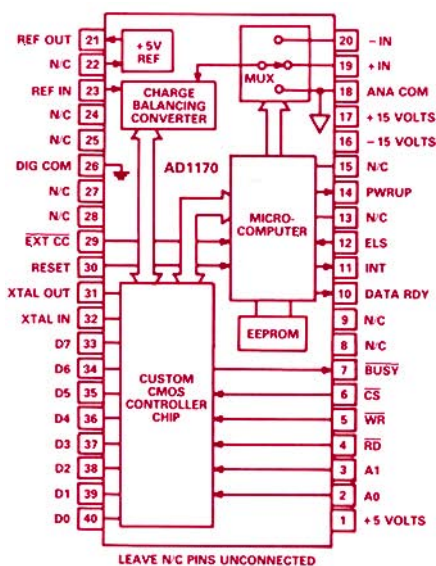 REF OUT 21
N/C 22
REF IN 23
N/C 24
N/C 25
DIG COM 26
N/C 27
N/C 28
EXT CC 29
RESET 30
XTAL OUT 31
XTAL IN 32
D7 33
D6 34
D5 35
D4 36
D3 37
D2 38
D1 39
D0 40
+5V
REF
CHARGE
BALANCING
CONVERTER
MUX
AD1170
MICRO-
COMPUTER
EEPROM
CUSTOM
CMOS
CONTROLLER
CHIP
20 – IN
19 + IN
18 ANA COM
17 + 15 VOLTS
16 – 15 VOLTS
15 N/C
14 PWRUP
13 N/C
12 ELS
11 INT
10 DATA RDY
9 N/C
8 N/C
7 BUSY
6 CS
5 WR
4 RD
3 A1
2 A0
1 + 5 VOLTS
LEAVE N/C PINS UNCONNECTED